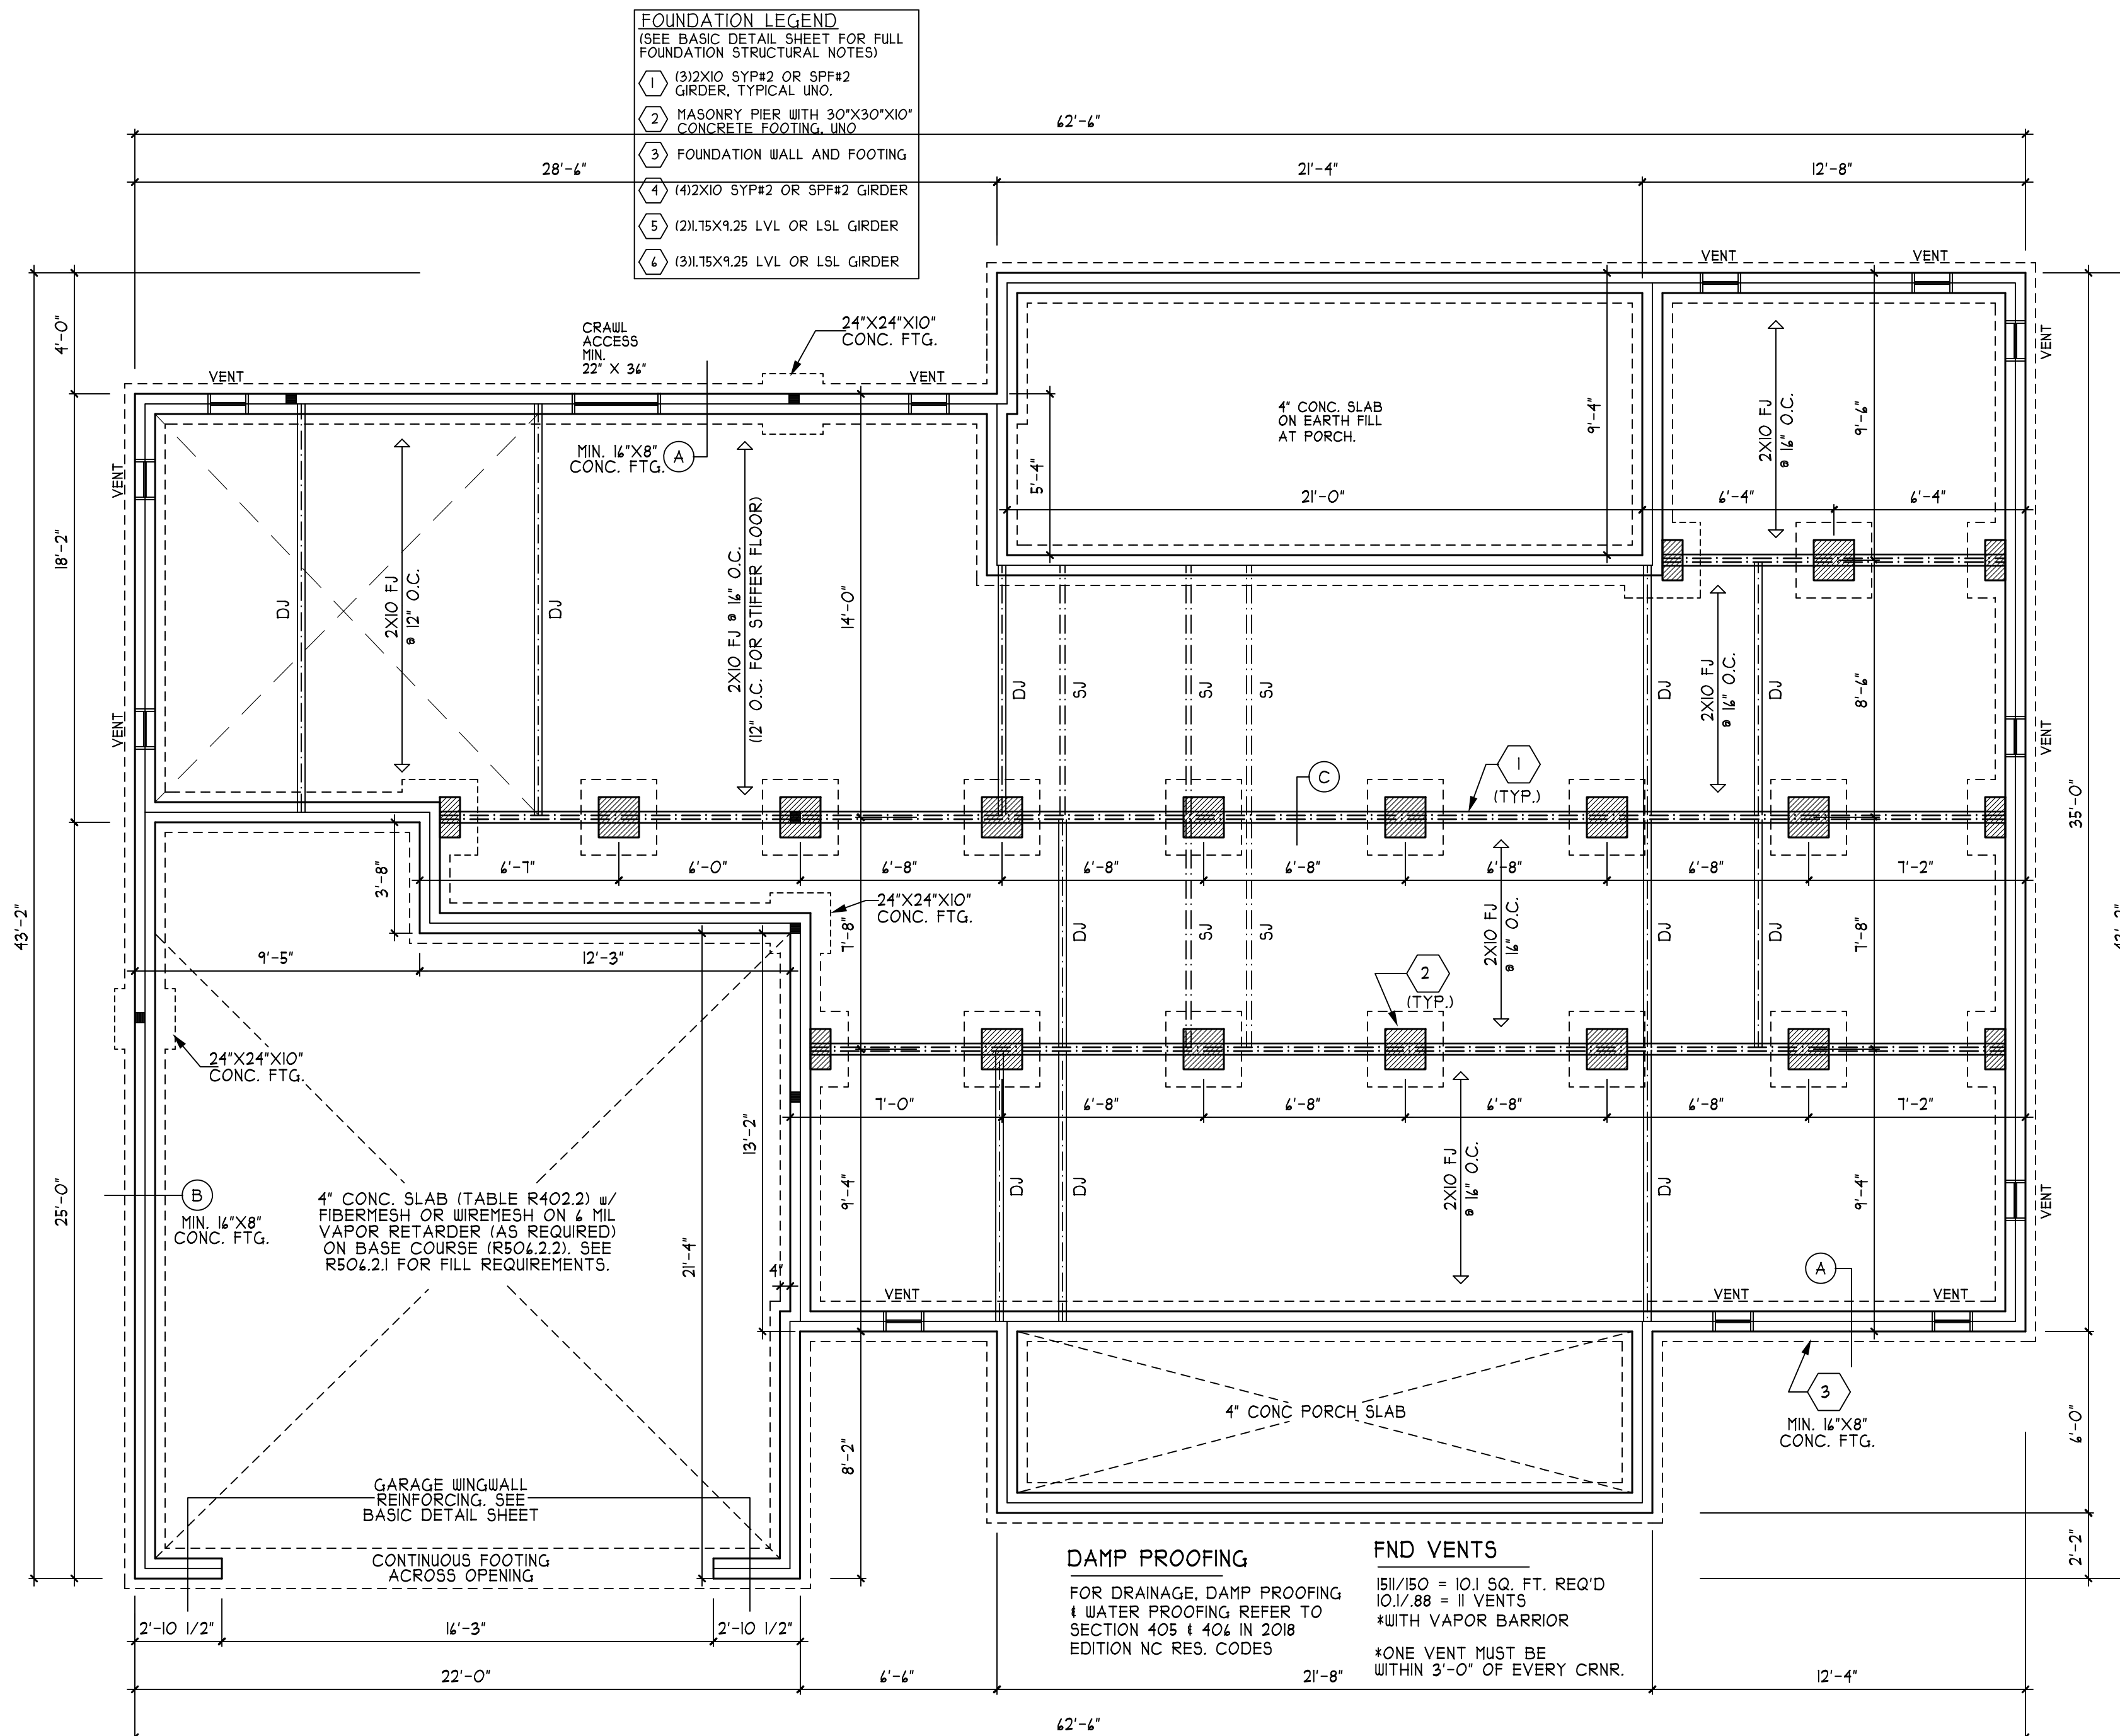 FOUNDATION LEGEND
(SEE BASIC DETAIL SHEET FOR FULL
FOUNDATION STRUCTURAL NOTES)
1 (3)2X10 SYP#2 OR SPF#2
GIRDER, TYPICAL UNO.
2 MASONRY PIER WITH 30"X30"X10"
CONCRETE FOOTING, UNO
3 FOUNDATION WALL AND FOOTING
4 (4)2X10 SYP#2 OR SPF#2 GIRDER
5 (2)1.75X9.25 LVL OR LSL GIRDER
6 (3)1.75X9.25 LVL OR LSL GIRDER
62'-6"
28'-6"
21'-4"
12'-8"
VENT
VENT
VENT
4'-0"
CRAWL
ACCESS
MIN.
22" X 36"
24"X24"X10"
CONC. FTG.
VENT
VENT
4" CONC. SLAB
ON EARTH FILL
AT PORCH.
9'-4"
2X10 FJ
@ 16" O.C.
9'-6"
MIN. 16"X8"
CONC. FTG.
A
VENT
5'-4"
21'-0"
6'-4"
6'-4"
18'-2"
DJ
2X10 FJ
@ 12" O.C.
DJ
2X10 FJ @ 16" O.C.
(12" O.C. FOR STIFFER FLOOR)
14'-0"
DJ
SJ
SJ
SJ
DJ
2X10 FJ
@ 16" O.C.
DJ
8'-6"
VENT
VENT
C
1
(TYP.)
35'-0"
6'-7"
6'-0"
6'-8"
6'-8"
6'-8"
6'-8"
6'-8"
7'-2"
3'-8"
43'-2"
24"X24"X10"
CONC. FTG.
7'-8"
DJ
SJ
SJ
2X10 FJ
@ 16" O.C.
DJ
DJ
7'-8"
9'-5"
12'-3"
2
(TYP.)
24"X24"X10"
CONC. FTG.
7'-0"
6'-8"
6'-8"
6'-8"
6'-8"
7'-2"
13'-2"
25'-0"
B
MIN. 16"X8"
CONC. FTG.
4" CONC. SLAB (TABLE R402.2) w/
FIBERMESH OR WIREMESH ON 6 MIL
VAPOR RETARDER (AS REQUIRED)
ON BASE COURSE (R506.2.2). SEE
R506.2.1 FOR FILL REQUIREMENTS.
21'-4"
4"
9'-4"
DJ
DJ
2X10 FJ
@ 16" O.C.
DJ
9'-4"
VENT
A
VENT
VENT
VENT
3
MIN. 16"X8"
CONC. FTG.
4" CONC PORCH SLAB
8'-2"
6'-0"
GARAGE WINGWALL
REINFORCING. SEE
BASIC DETAIL SHEET
CONTINUOUS FOOTING
ACROSS OPENING
2'-2"
DAMP PROOFING
FOR DRAINAGE, DAMP PROOFING
& WATER PROOFING REFER TO
SECTION 405 & 406 IN 2018
EDITION NC RES. CODES
FND VENTS
1511/150 = 10.1 SQ. FT. REQ'D
10.1/.88 = 11 VENTS
*WITH VAPOR BARRIER
*ONE VENT MUST BE
WITHIN 3'-0" OF EVERY CRNR.
2'-10 1/2"
16'-3"
2'-10 1/2"
22'-0"
6'-6"
21'-8"
12'-4"
62'-6"